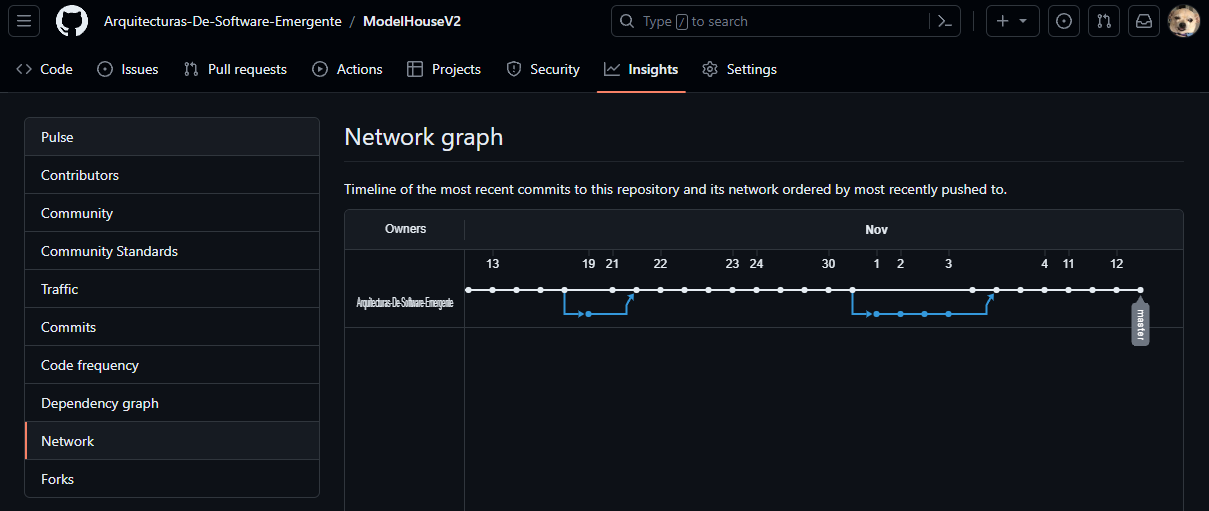 Arquitecturas-De-Software-Emergente / ModelHouseV2
Type / to search
Code Issues Pull requests Actions Projects Security Insights Settings
Pulse
Contributors
Community
Community Standards
Traffic
Commits
Code frequency
Dependency graph
Network
Forks
Network graph
Timeline of the most recent commits to this repository and its network ordered by most recently pushed to.
Owners Nov
13 19 21 22 23 24 30 1 2 3 4 11 12
Arquitecturas-De-Software-Emergente
master